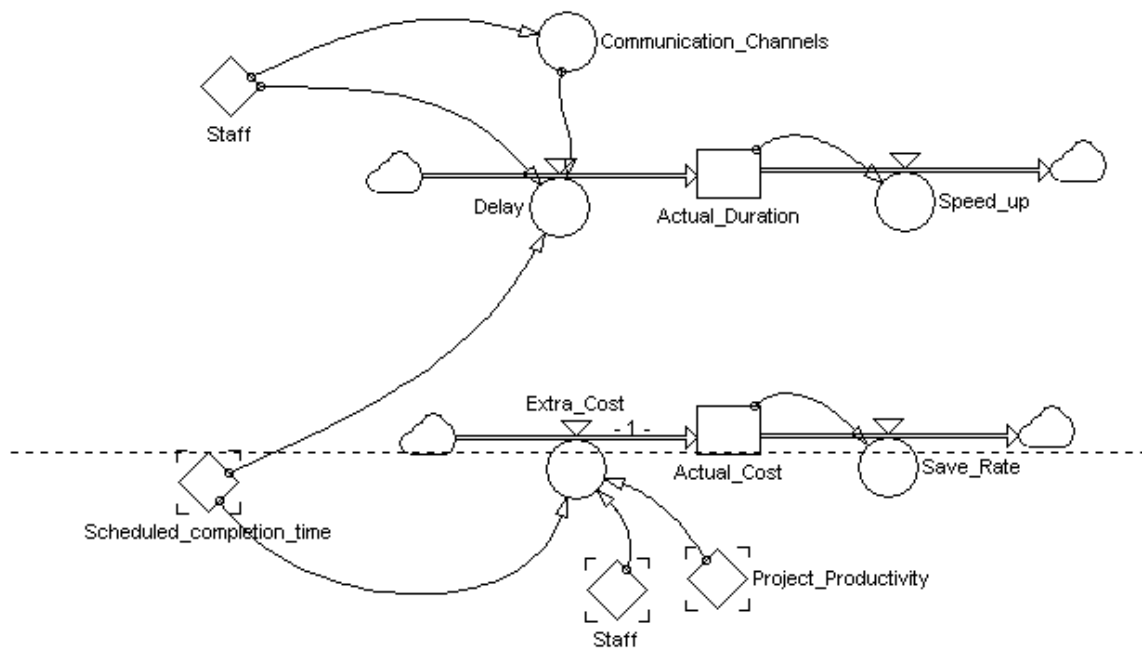 Communication_Channels
Staff
Delay
Actual_Duration
Speed_up
Extra_Cost
- 1 -
Actual_Cost
Save_Rate
Scheduled_completion_time
Project_Productivity
Staff